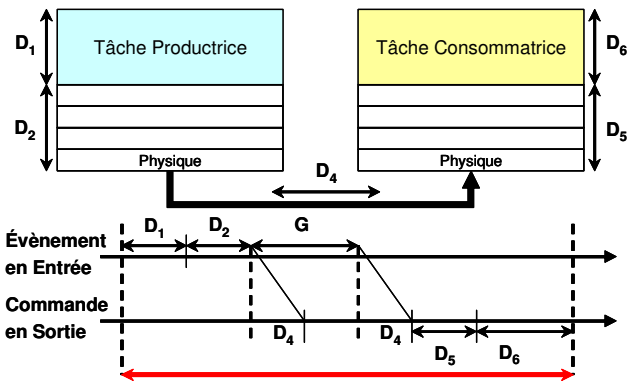 D1
Tâche Productrice
Tâche Consommatrice
D6
D2
D5
Physique
Physique
D4
D1
D2
G
Évènement
en Entrée
Commande
en Sortie
D4
D4
D5
D6